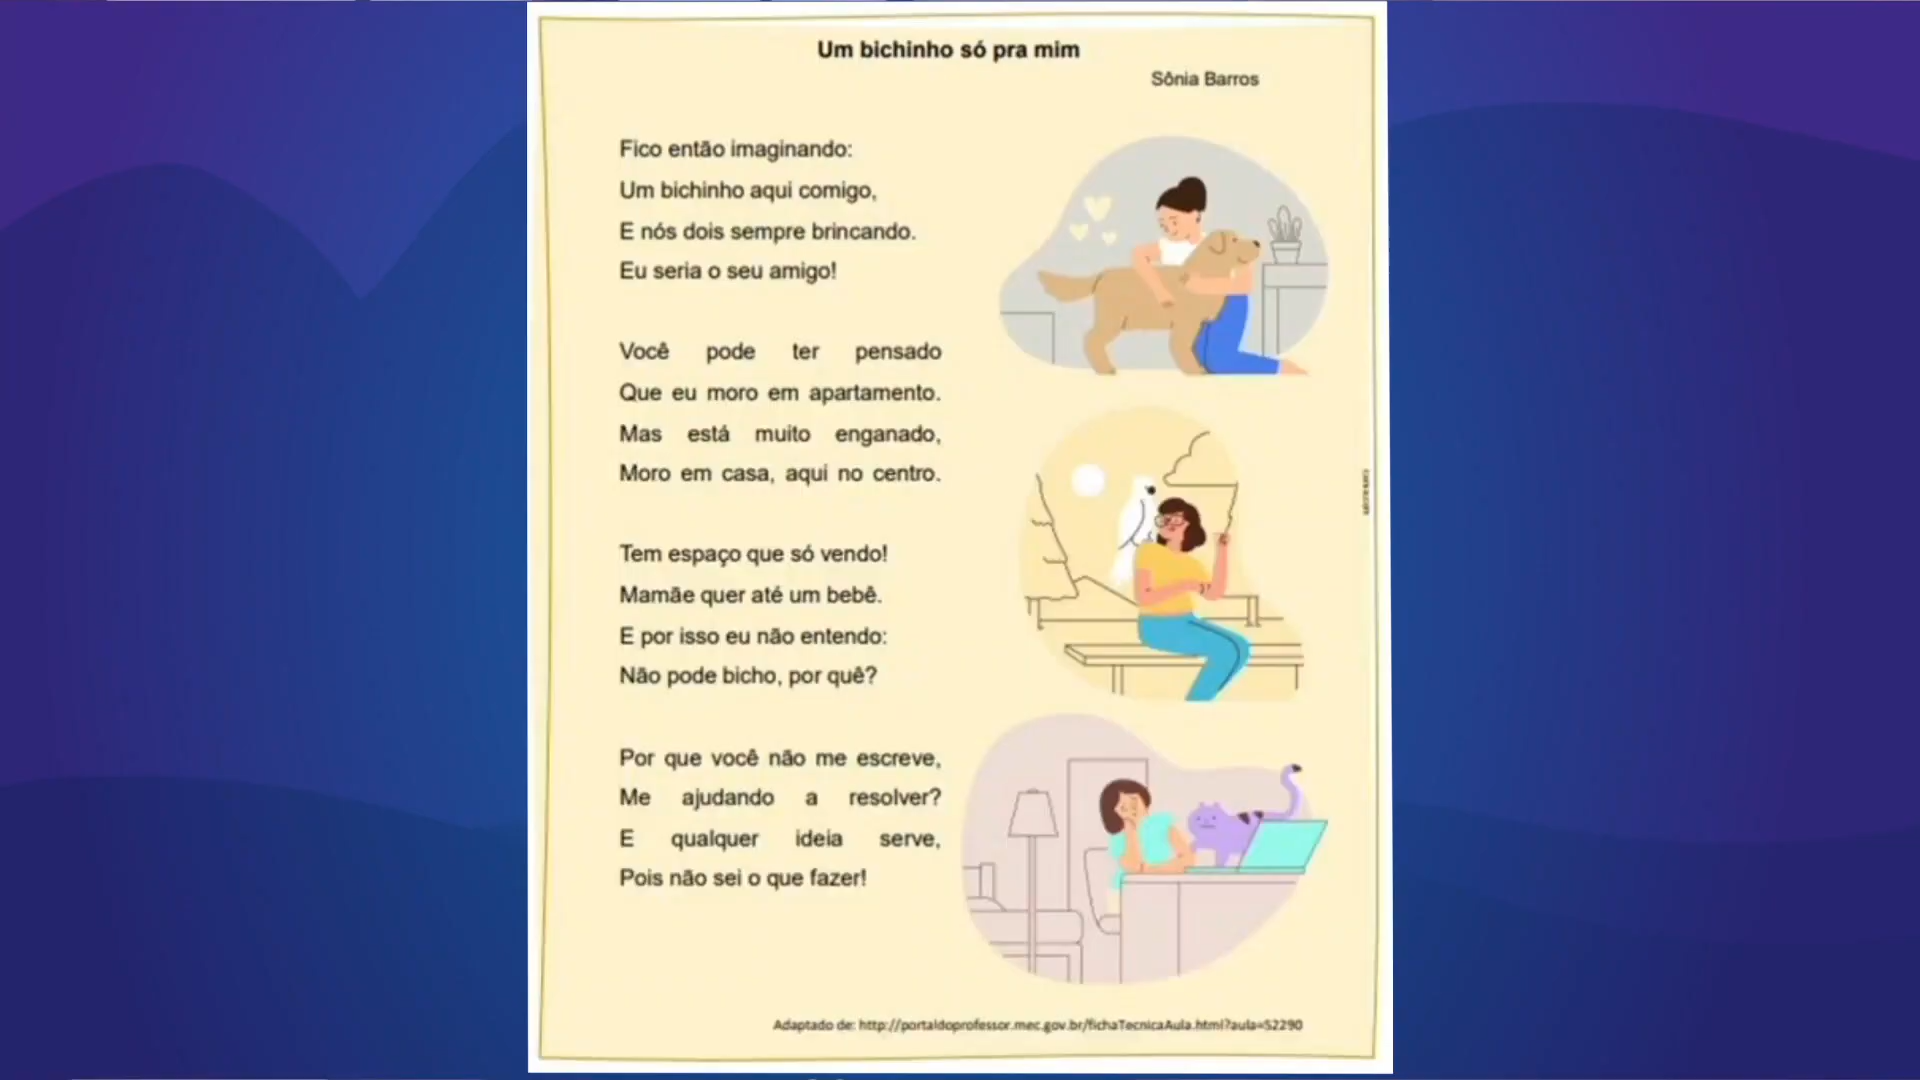 Um bichinho só pra mim
Sônia Barros
Fico então imaginando:
Um bichinho aqui comigo,
E nós dois sempre brincando.
Eu seria o seu amigo!
Você pode ter pensado
Que eu moro em apartamento.
Mas está muito enganado,
Moro em casa, aqui no centro.
Tem espaço que só vendo!
Mamãe quer até um bebê.
E por isso eu não entendo:
Não pode bicho, por quê?
Por que você não me escreve,
Me ajudando a resolver?
E qualquer ideia serve,
Pois não sei o que fazer!
Adaptado de: http://portaldoprofessor.mec.gov.br/fichaTecnicaAula.html?aula=52290